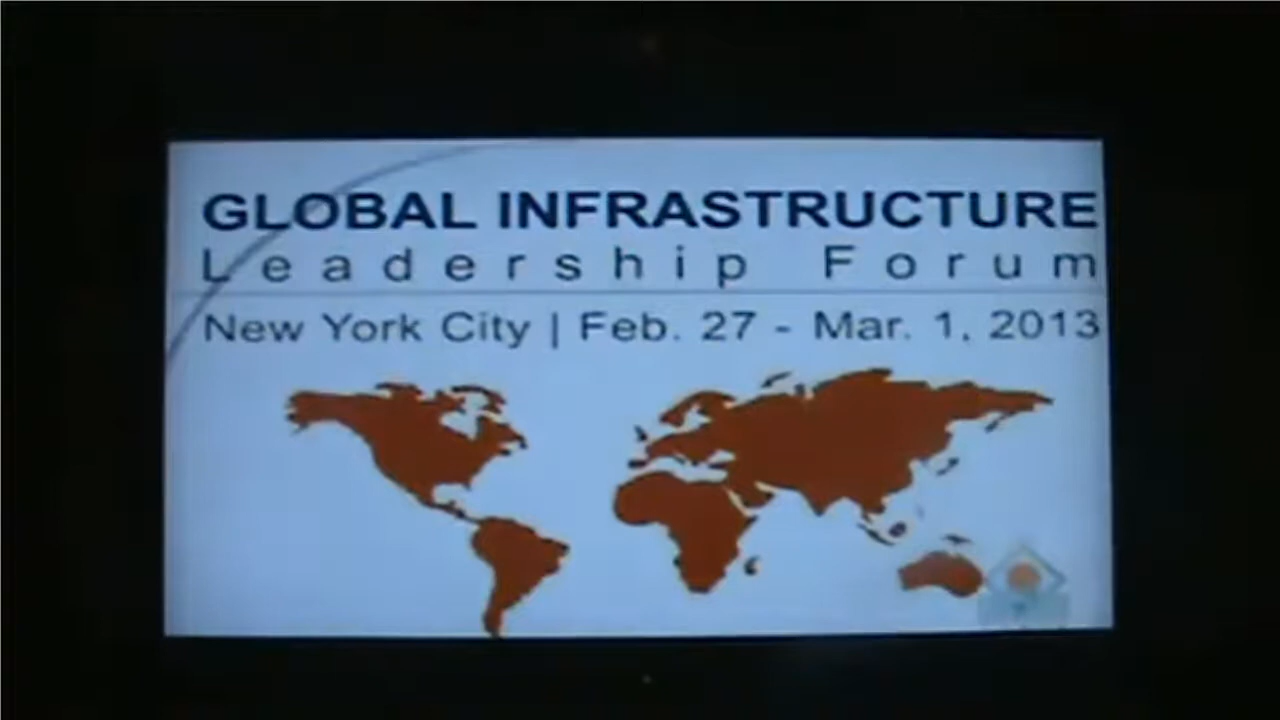 GLOBAL INFRASTRUCTURE
Leadership Forum
New York City | Feb. 27 - Mar. 1, 2013